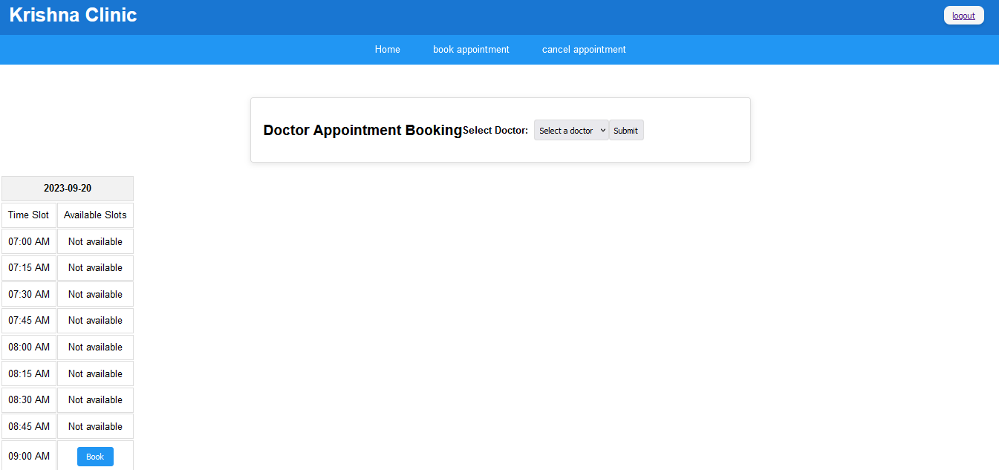 Krishna Clinic
logout
Home book appointment cancel appointment
Doctor Appointment Booking Select Doctor: Select a doctor Submit
2023-09-20
Time Slot Available Slots
07:00 AM Not available
07:15 AM Not available
07:30 AM Not available
07:45 AM Not available
08:00 AM Not available
08:15 AM Not available
08:30 AM Not available
08:45 AM Not available
09:00 AM Book